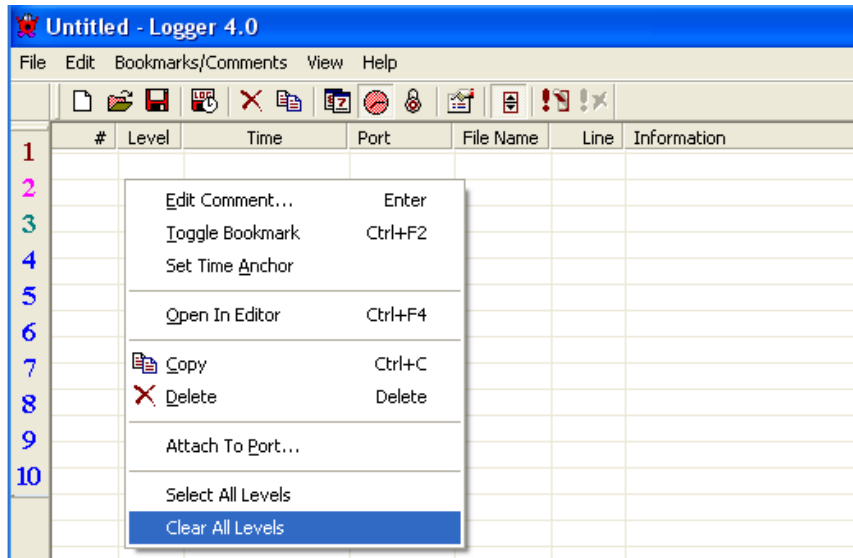 Untitled - Logger 4.0
File Edit Bookmarks/Comments View Help
# Level Time Port File Name Line Information
1
2
3
4
5
6
7
8
9
10
Edit Comment... Enter
Toggle Bookmark Ctrl+F2
Set Time Anchor
Open In Editor Ctrl+F4
Copy Ctrl+C
Delete Delete
Attach To Port...
Select All Levels
Clear All Levels